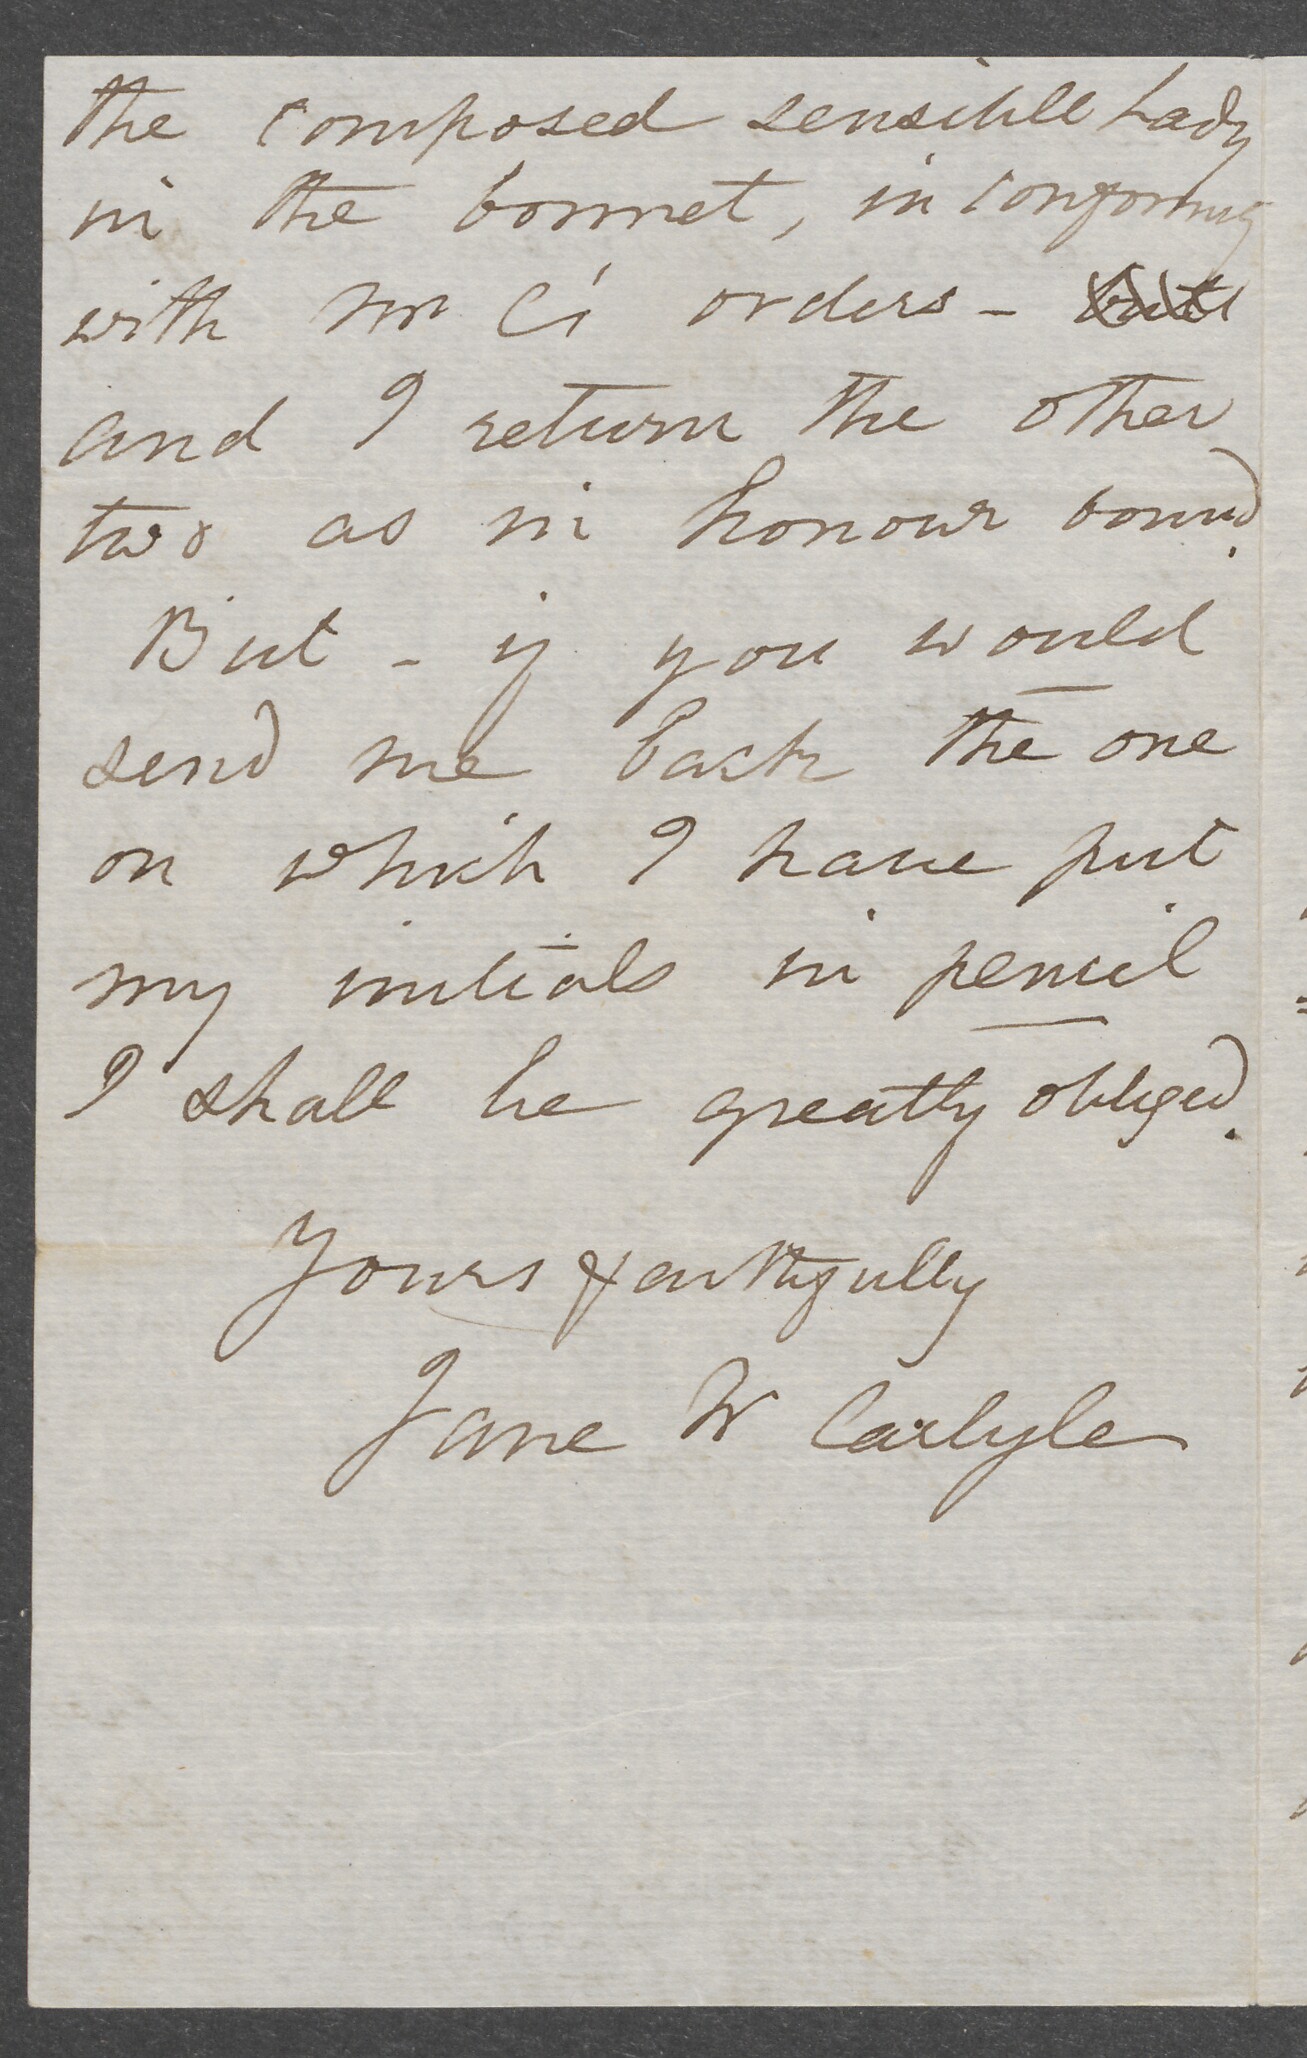 the composed sensible Lady
in the bonnet, in conformity
with Mr C's orders - but
and I return the other
two as in honour bound.
But - if you would
send me back the one
on which I have put
my initials in pencil
I shall be greatly obliged.
Yours faithfully
Jane W Carlyle